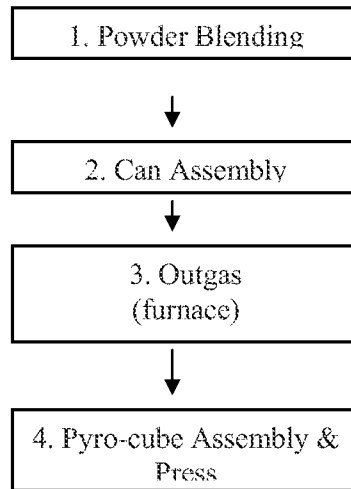 1. Powder Blending
2. Can Assembly
3. Outgas
(furnace)
4. Pyro-cube Assembly &
Press